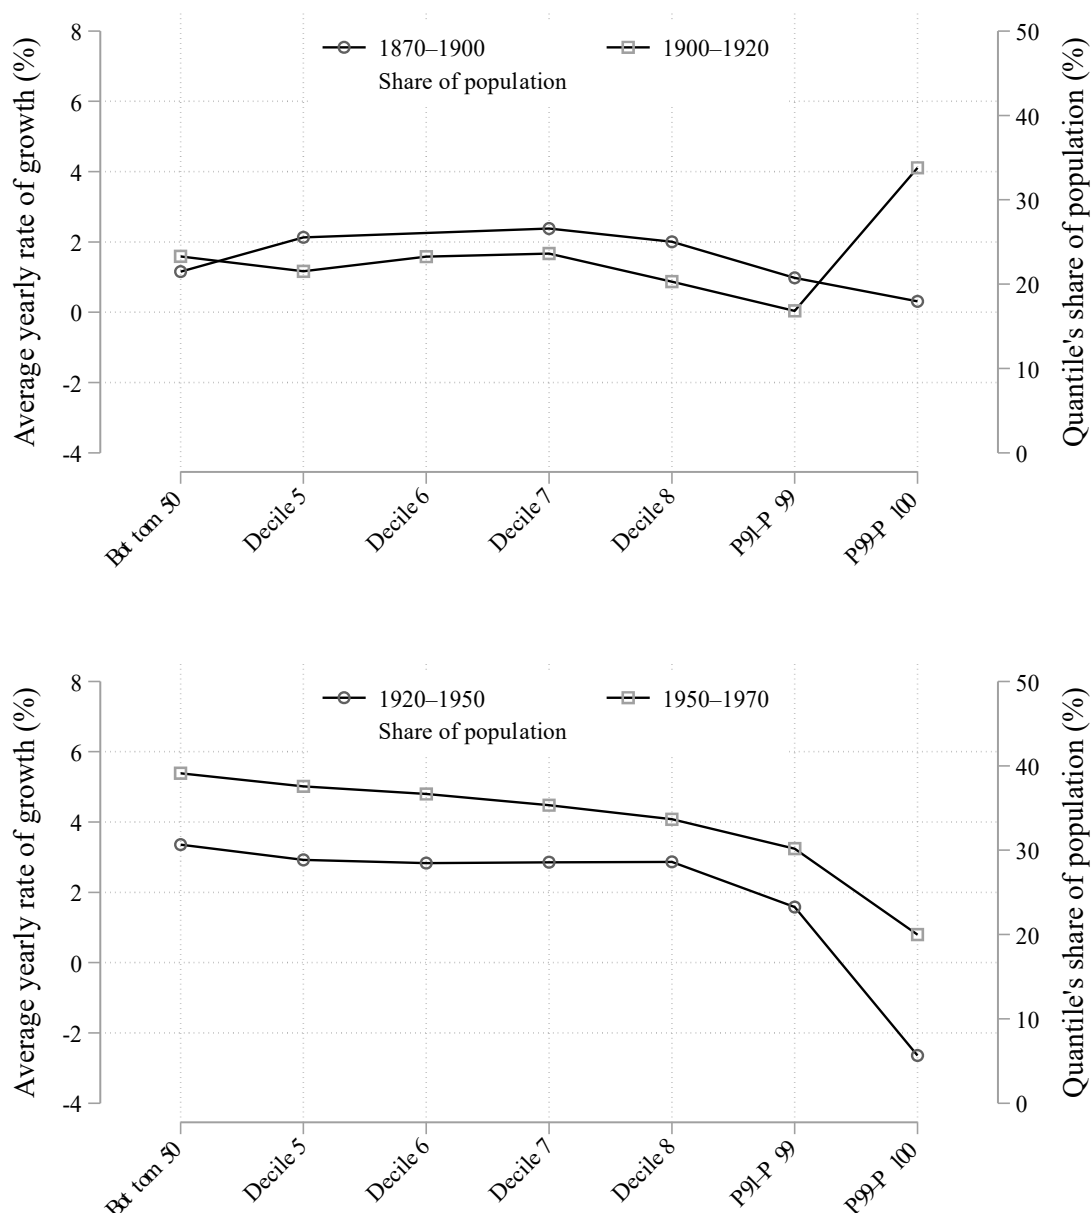 Average yearly rate of growth (%)
8
6
4
2
0
-2
-4
1870–1900
1900–1920
Share of population
50
40
30
20
10
0
Quantile's share of population (%)
Bottom 50
Decile 5
Decile 6
Decile 7
Decile 8
P91-P 99
P99-P 100
Average yearly rate of growth (%)
8
6
4
2
0
-2
-4
1920–1950
1950–1970
Share of population
50
40
30
20
10
0
Quantile's share of population (%)
Bottom 50
Decile 5
Decile 6
Decile 7
Decile 8
P91-P 99
P99-P 100